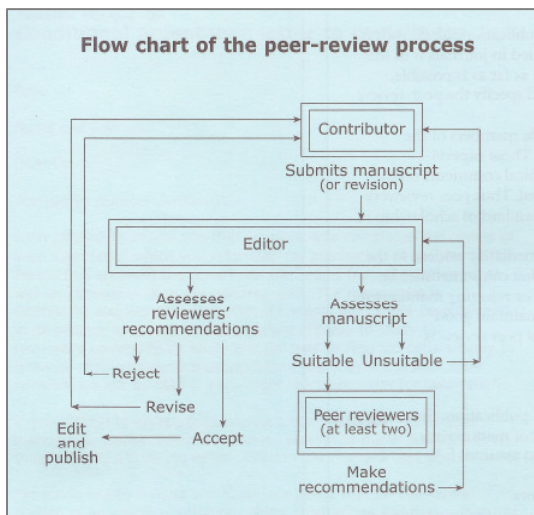 Flow chart of the peer-review process
Contributor
Submits manuscript
(or revision)
Editor
Assesses
reviewers'
recommendations
Assesses
manuscript
Reject
Suitable
Unsuitable
Revise
Edit
and
publish
Accept
Peer reviewers
(at least two)
Make
recommendations